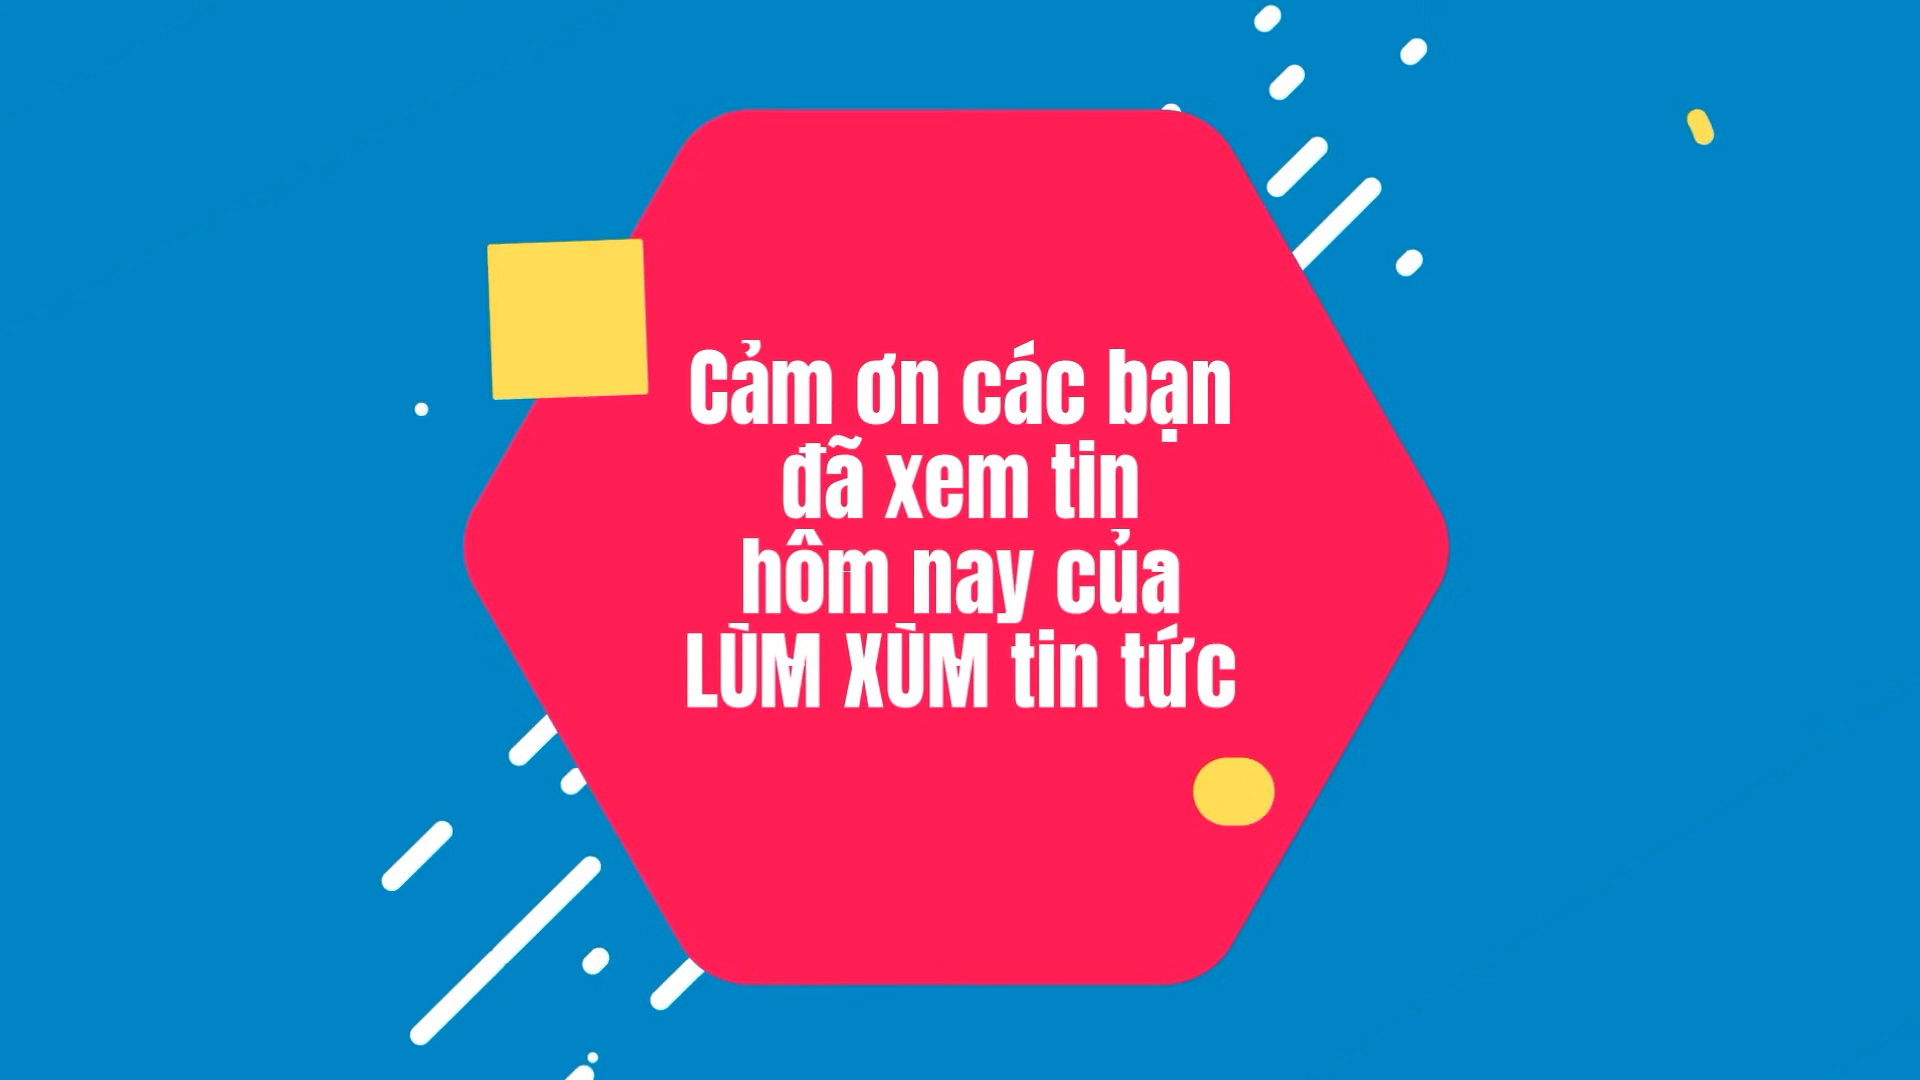 Cảm ơn các bạn
đã xem tin
hôm nay của
LÙM XÙM tin tức